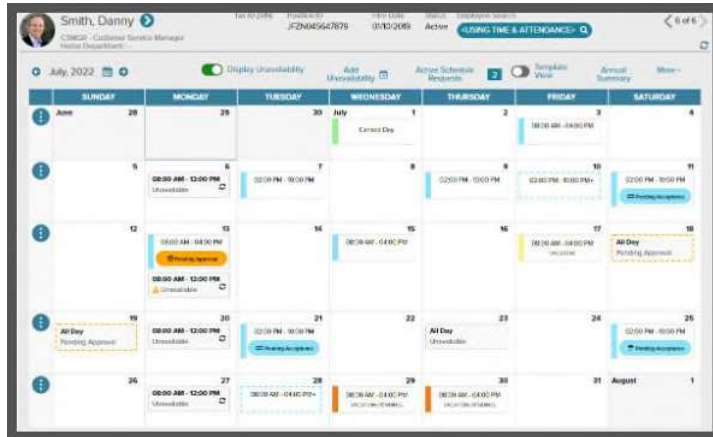 Smith, Danny
Tax ID (SSN) Position ID Hire Date Status Employee Search
JFZN045647876 01/10/2019 Active <USING TIME & ATTENDANCE>
6 of 6
Customer Service Manager
Home Department: -
July, 2022 Display Unavailability Add Unavailability Active Schedule Requests 2 Template View Annual Summary More
SUNDAY MONDAY TUESDAY WEDNESDAY THURSDAY FRIDAY SATURDAY
June 28 29 30 July 1 2 3 4
Canada Day
08:00 AM - 04:00 PM
5 6 7 8 9 10 11
08:00 AM - 12:00 PM
Unavailable
02:00 PM - 10:00 PM
02:00 PM - 10:00 PM
02:00 PM - 10:00 PM+
02:00 PM - 10:00 PM
Pending Acceptance
12 13 14 15 16 17 18
08:00 AM - 04:00 PM
Pending Approval
08:00 AM - 12:00 PM
Unavailable
08:00 AM - 04:00 PM
08:00 AM - 04:00 PM
VACATION
All Day
Pending Approval
19 20 21 22 23 24 25
All Day
Pending Approval
08:00 AM - 12:00 PM
Unavailable
02:00 PM - 10:00 PM
Pending Acceptance
All Day
Unavailable
02:00 PM - 10:00 PM
Pending Acceptance
26 27 28 29 30 31 August 1
08:00 AM - 12:00 PM
Unavailable
08:00 AM - 04:00 PM+
08:00 AM - 04:00 PM
VACATION PENDING
08:00 AM - 04:00 PM
VACATION PENDING